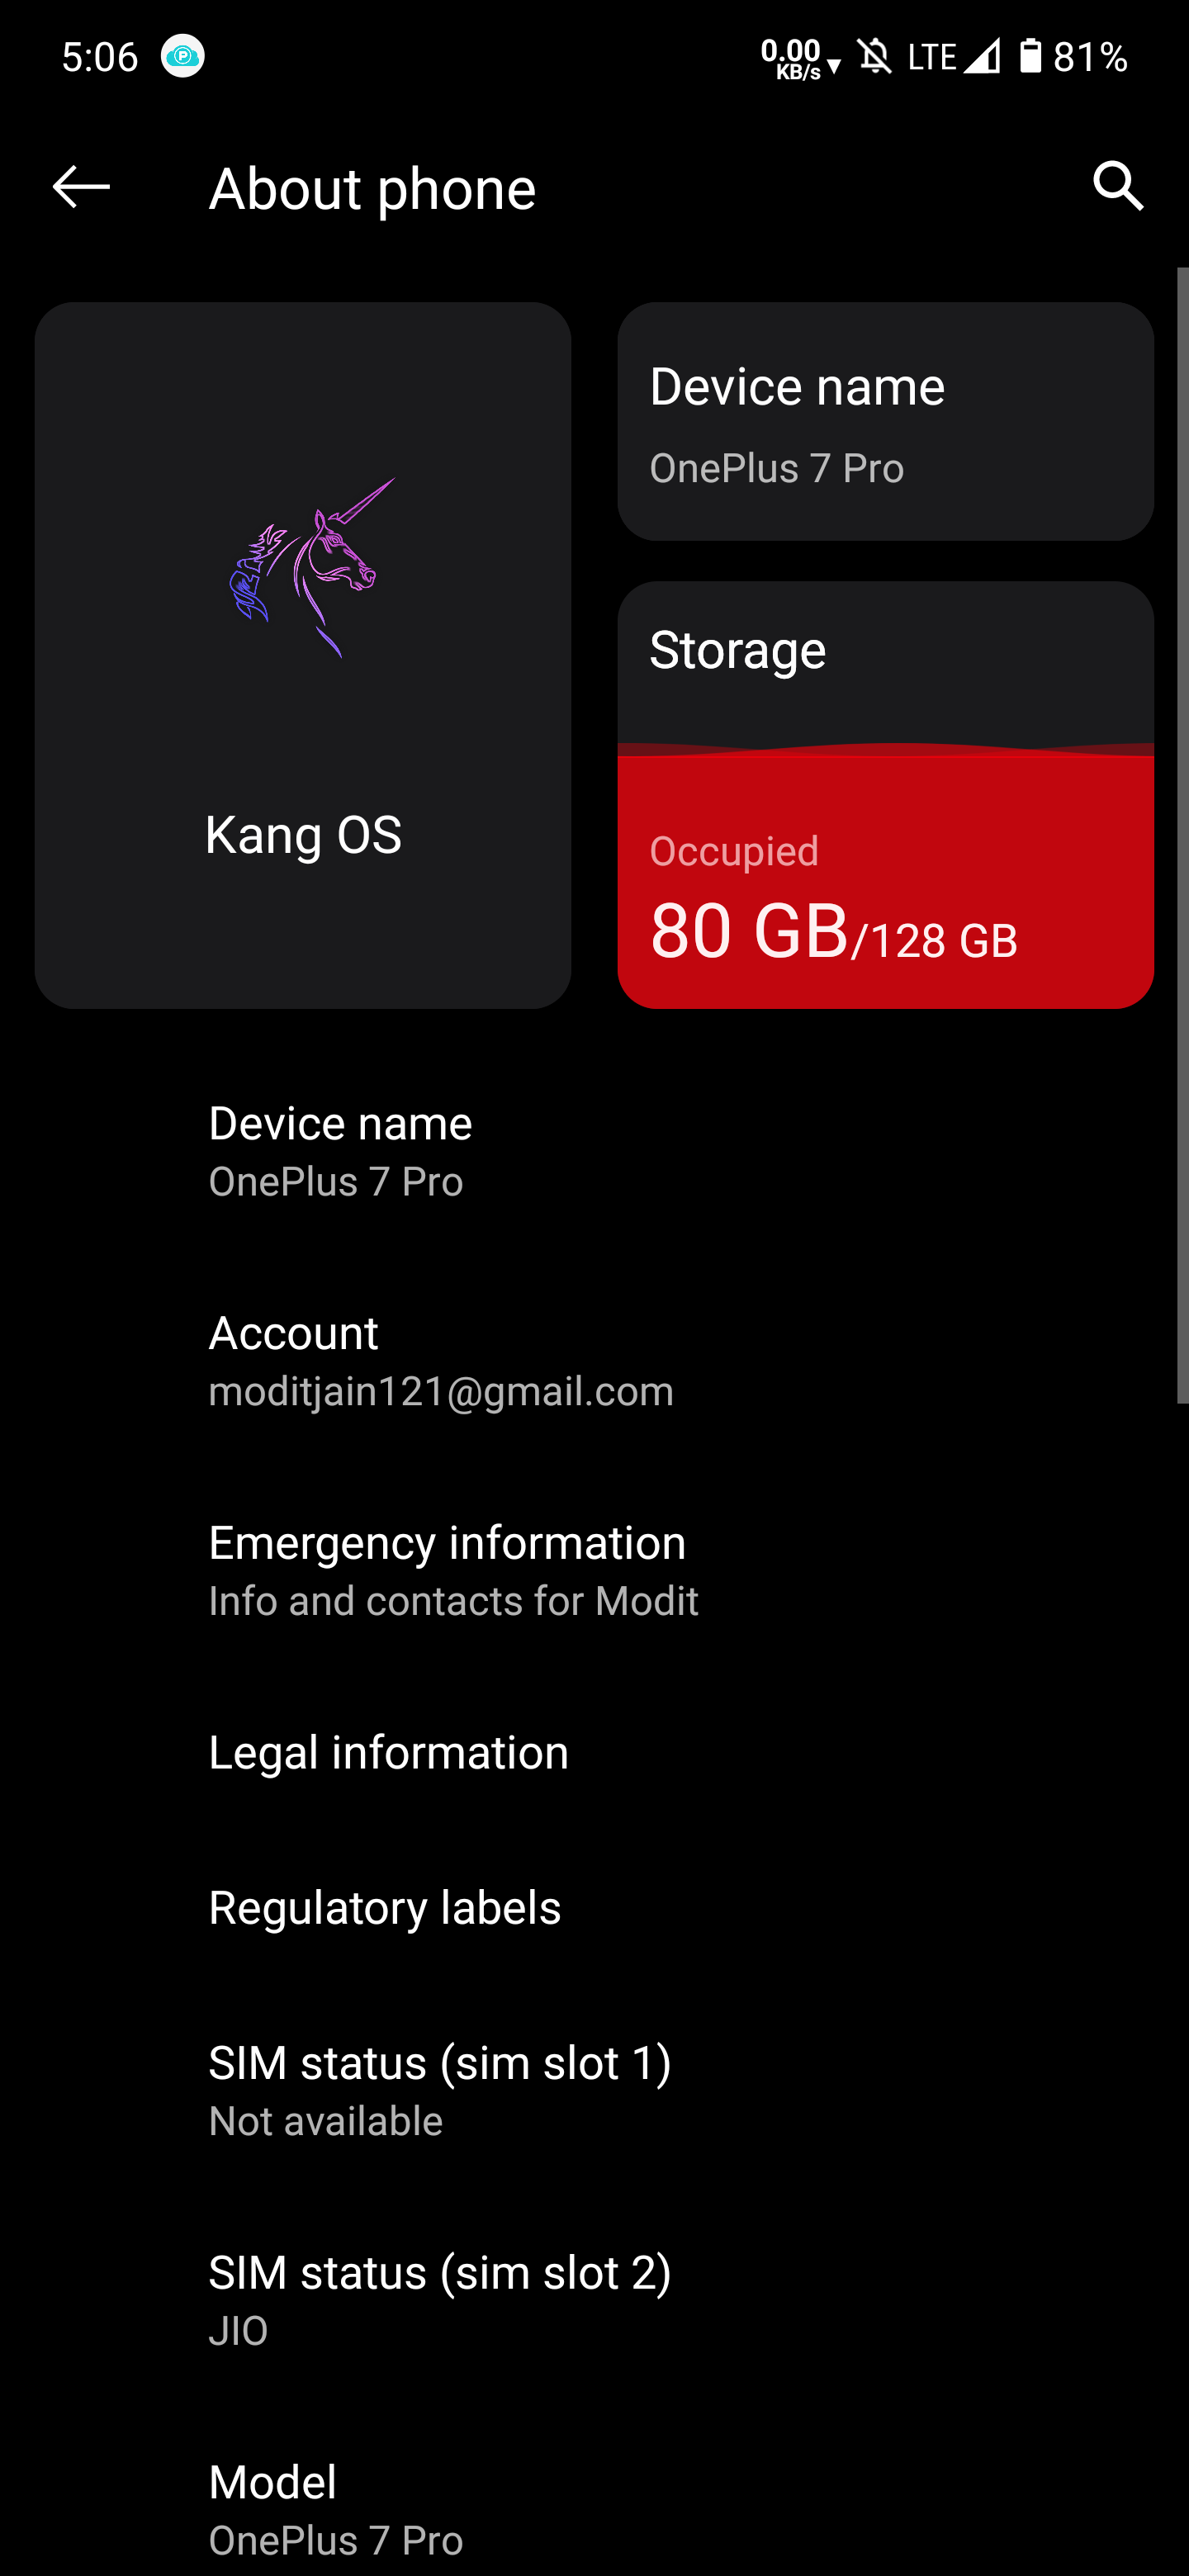 5:06
0.00
KB/s
LTE
81%
About phone
Kang OS
Device name
OnePlus 7 Pro
Storage
Occupied
80 GB/128 GB
Device name
OnePlus 7 Pro
Account
moditjain121@gmail.com
Emergency information
Info and contacts for Modit
Legal information
Regulatory labels
SIM status (sim slot 1)
Not available
SIM status (sim slot 2)
JIO
Model
OnePlus 7 Pro